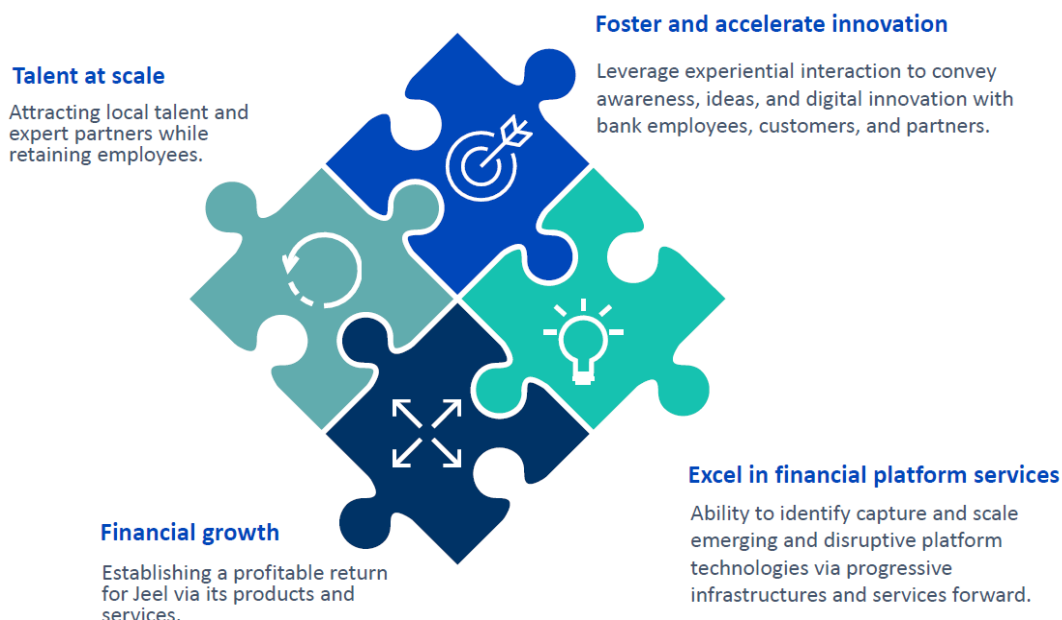 Foster and accelerate innovation
Leverage experiential interaction to convey
awareness, ideas, and digital innovation with
bank employees, customers, and partners.
Talent at scale
Attracting local talent and
expert partners while
retaining employees.
Excel in financial platform services
Ability to identify capture and scale
emerging and disruptive platform
technologies via progressive
infrastructures and services forward.
Financial growth
Establishing a profitable return
for Jeel via its products and
services.